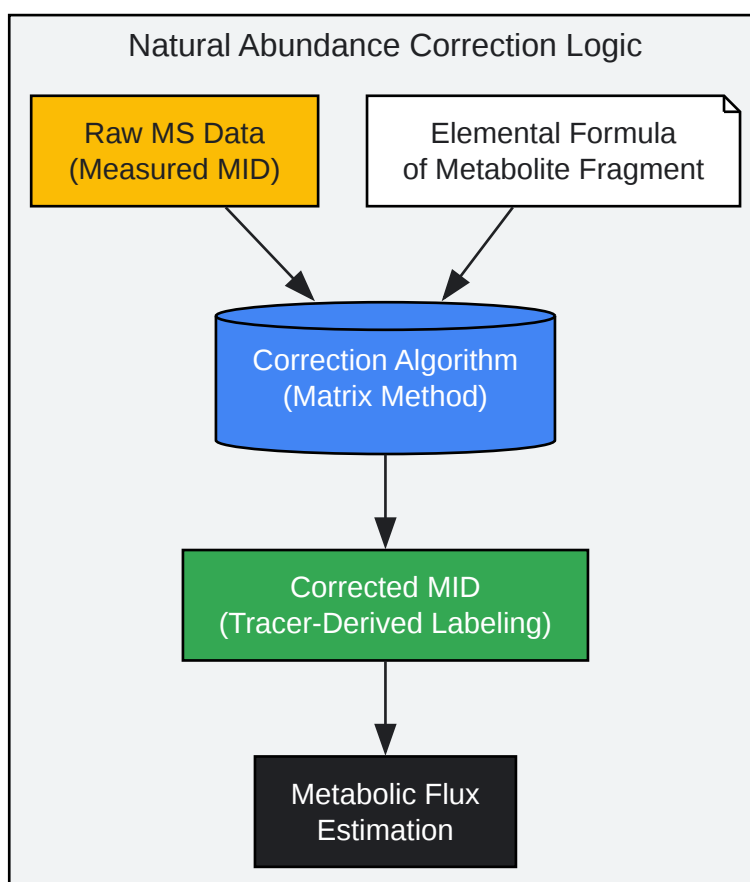 Natural Abundance Correction Logic
Raw MS Data
(Measured MID)
Elemental Formula
of Metabolite Fragment
Correction Algorithm
(Matrix Method)
Corrected MID
(Tracer-Derived Labeling)
Metabolic Flux
Estimation